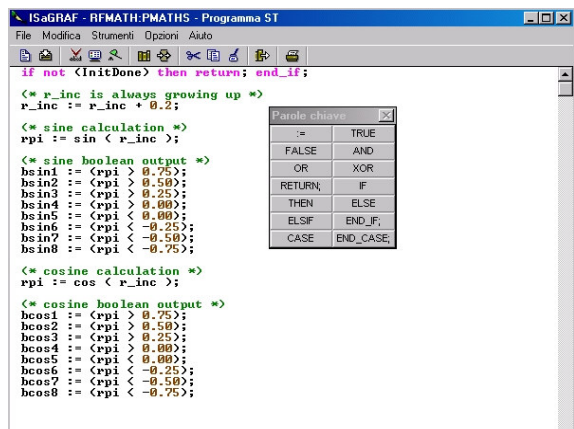 ISaGRAF - RFMATH:PMATHS - Programma ST
File Modifica Strumenti Opzioni Aiuto
if not (InitDone) then return; end_if;
(* r_inc is always growing up *)
r_inc := r_inc + 0.2;
(* sine calculation *)
rpi := sin ( r_inc );
(* sine boolean output *)
bsin1 := (rpi > 0.75);
bsin2 := (rpi > 0.50);
bsin3 := (rpi > 0.25);
bsin4 := (rpi > 0.00);
bsin5 := (rpi < 0.00);
bsin6 := (rpi < -0.25);
bsin7 := (rpi < -0.50);
bsin8 := (rpi < -0.75);
(* cosine calculation *)
rpi := cos ( r_inc );
(* cosine boolean output *)
bcos1 := (rpi > 0.75);
bcos2 := (rpi > 0.50);
bcos3 := (rpi > 0.25);
bcos4 := (rpi > 0.00);
bcos5 := (rpi < 0.00);
bcos6 := (rpi < -0.25);
bcos7 := (rpi < -0.50);
bcos8 := (rpi < -0.75);
Parole chiave
:= TRUE
FALSE AND
OR XOR
RETURN; IF
THEN ELSE
ELSIF END_IF;
CASE END_CASE;